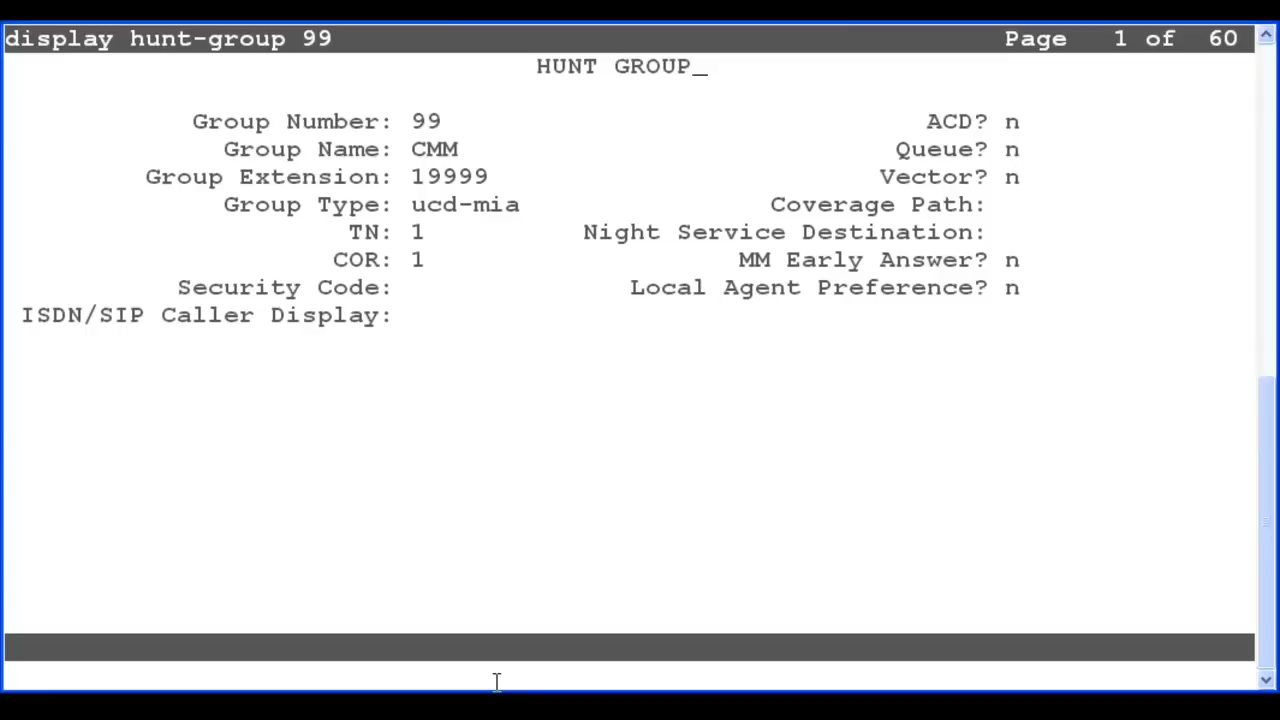 display hunt-group 99 Page 1 of 60
HUNT GROUP_
Group Number: 99 ACD? n
Group Name: CMM Queue? n
Group Extension: 19999 Vector? n
Group Type: ucd-mia Coverage Path:
TN: 1 Night Service Destination:
COR: 1 MM Early Answer? n
Security Code: Local Agent Preference? n
ISDN/SIP Caller Display: